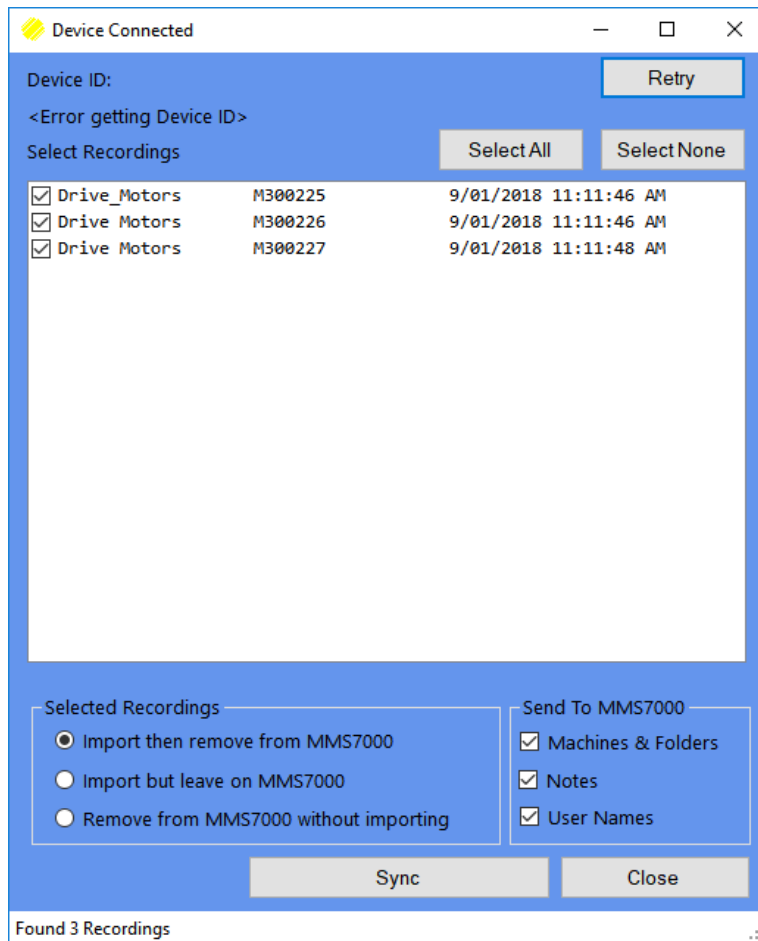 Device Connected
Device ID:
Retry
<Error getting Device ID>
Select Recordings
Select All
Select None
Drive_Motors M300225 9/01/2018 11:11:46 AM
Drive Motors M300226 9/01/2018 11:11:46 AM
Drive Motors M300227 9/01/2018 11:11:48 AM
Selected Recordings
Import then remove from MMS7000
Import but leave on MMS7000
Remove from MMS7000 without importing
Send To MMS7000
Machines & Folders
Notes
User Names
Sync
Close
Found 3 Recordings